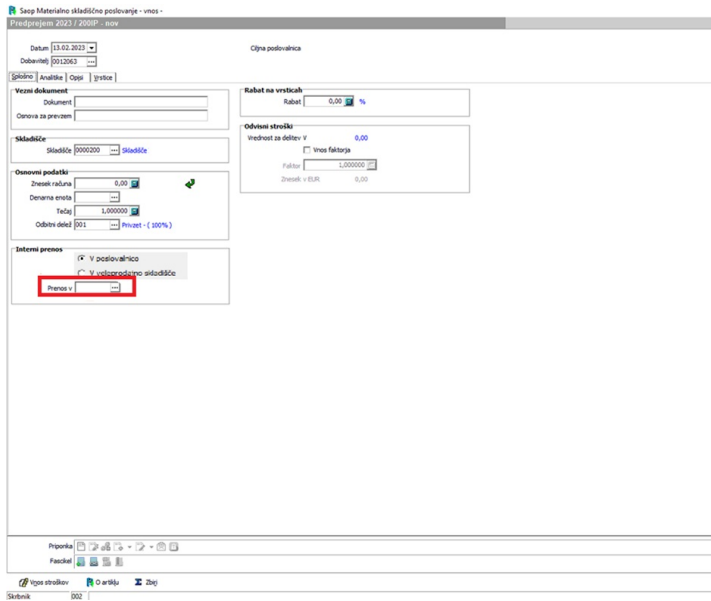 Saop Materialno skladiščno poslovanje - vnos -
Predprejem 2023 / 200IP - nov
Datum 13.02.2023
Ciljna poslovalnica
Dobavitelj 0012063
Splošno Analitike Opisi Vrstice
Vezni dokument
Dokument
Osnova za prevzem
Rabat na vrsticah
Rabat 0,00 %
Skladišče
Skladišče 0000200 Skladišče
Odvisni stroški
Vrednost za delitev V 0,00
Vnos faktorja
Faktor 1,000000
Znesek v EUR 0,00
Osnovni podatki
Znesek računa 0,00
Denarna enota
Tečaj 1,000000
Odbitni delež 001 Privzet - ( 100% )
Interni prenos
V poslovalnico
V veleprodajno skladišče
Prenos v
Priponka
Fascikel
Vnos stroškov O artiklu Zbirj
Skrbnik 002